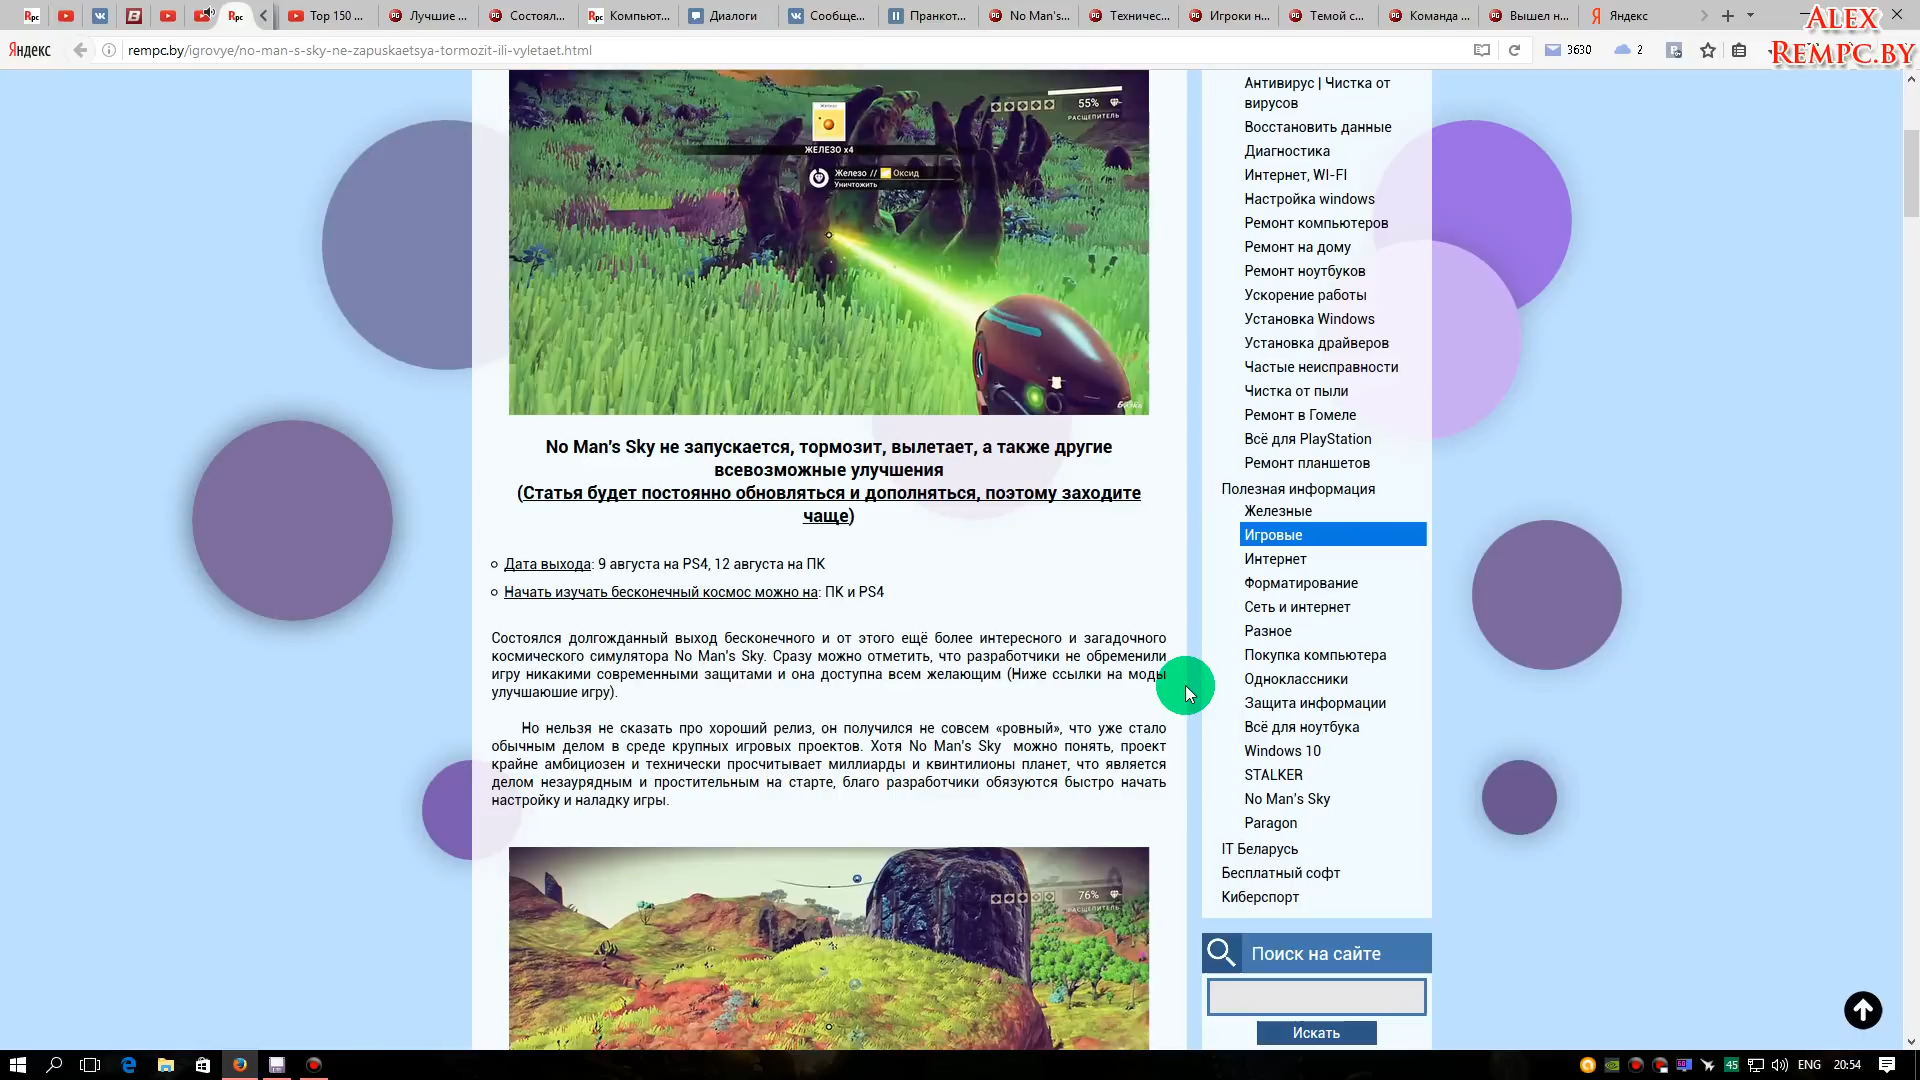 Rpc
Top 150 ...
Лучшие ...
Состоял...
Rpc
Компьют...
Диалоги
Сообще...
Пранкот...
No Man's...
Техничес...
Игроки н...
Темой с...
Команда ...
Вышел н...
Яндекс
ALEX
REMPC.BY
Яндекс
rempc.by/igrovye/no-man-s-sky-ne-zapuskaetsya-tormozit-ili-vyletaet.html
3630
2
55%
РАСЩЕПИТЕЛЬ
Железо
ЖЕЛЕЗО x4
Железо // Оксид
Уничтожить
No Man's Sky не запускается, тормозит, вылетает, а также другие
всевозможные улучшения
(Статья будет постоянно обновляться и дополняться, поэтому заходите
чаще)
Дата выхода: 9 августа на PS4, 12 августа на ПК
Начать изучать бесконечный космос можно на: ПК и PS4
Состоялся долгожданный выход бесконечного и от этого ещё более интересного и загадочного
космического симулятора No Man's Sky. Сразу можно отметить, что разработчики не обременили
игру никакими современными защитами и она доступна всем желающим (Ниже ссылки на моды
улучшаюшие игру).
Но нельзя не сказать про хороший релиз, он получился не совсем «ровный», что уже стало
обычным делом в среде крупных игровых проектов. Хотя No Man's Sky можно понять, проект
крайне амбициозен и технически просчитывает миллиарды и квинтилионы планет, что является
делом незаурядным и простительным на старте, благо разработчики обязуются быстро начать
настройку и наладку игры.
76%
РАСЩЕПИТЕЛЬ
Антивирус | Чистка от
вирусов
Восстановить данные
Диагностика
Интернет, WI-FI
Настройка windows
Ремонт компьютеров
Ремонт на дому
Ремонт ноутбуков
Ускорение работы
Установка Windows
Установка драйверов
Частые неисправности
Чистка от пыли
Ремонт в Гомеле
Всё для PlayStation
Ремонт планшетов
Полезная информация
Железные
Игровые
Интернет
Форматирование
Сеть и интернет
Разное
Покупка компьютера
Одноклассники
Защита информации
Всё для ноутбука
Windows 10
STALKER
No Man's Sky
Paragon
IT Беларусь
Бесплатный софт
Киберспорт
Поиск на сайте
Искать
45
ENG
20:54